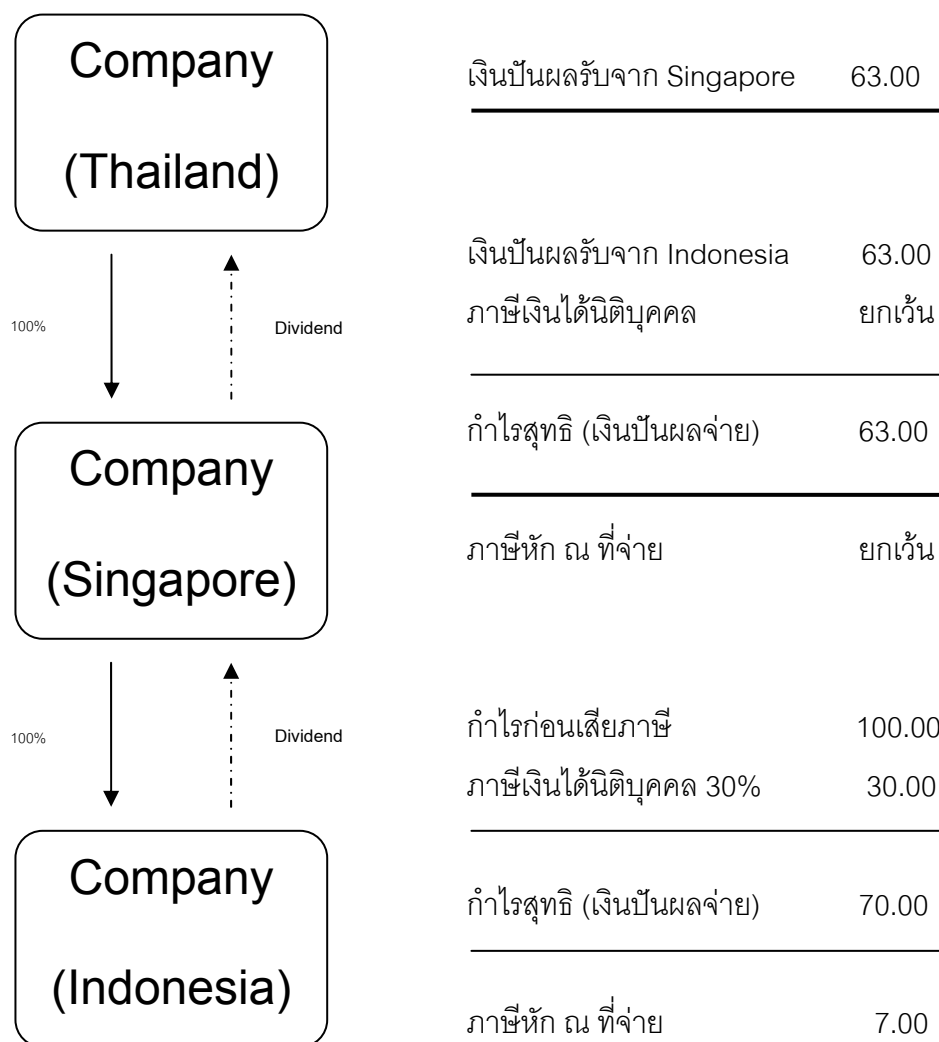 Company
(Thailand)
เงินปันผลรับจาก Singapore 63.00
100%
Dividend
เงินปันผลรับจาก Indonesia 63.00
ภาษีเงินได้นิติบุคคล ยกเว้น
กำไรสุทธิ (เงินปันผลจ่าย) 63.00
Company
(Singapore)
ภาษีหัก ณ ที่จ่าย ยกเว้น
100%
Dividend
กำไรก่อนเสียภาษี 100.00
ภาษีเงินได้นิติบุคคล 30% 30.00
Company
(Indonesia)
กำไรสุทธิ (เงินปันผลจ่าย) 70.00
ภาษีหัก ณ ที่จ่าย 7.00